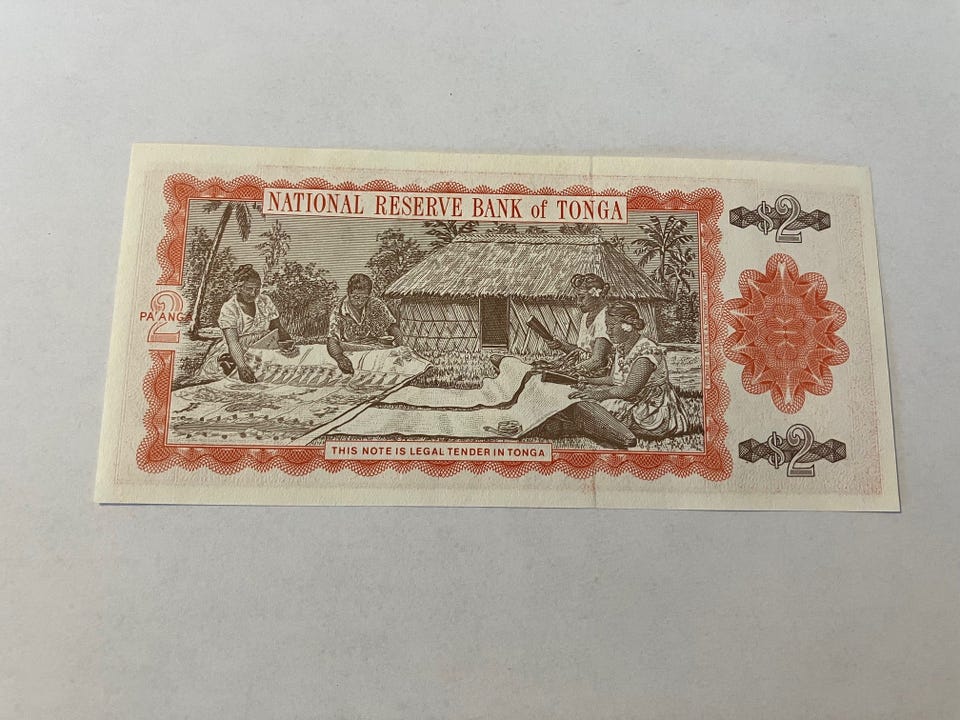 NATIONAL RESERVE BANK of TONGA
$2
2
PA'ANGA
THIS NOTE IS LEGAL TENDER IN TONGA
$2